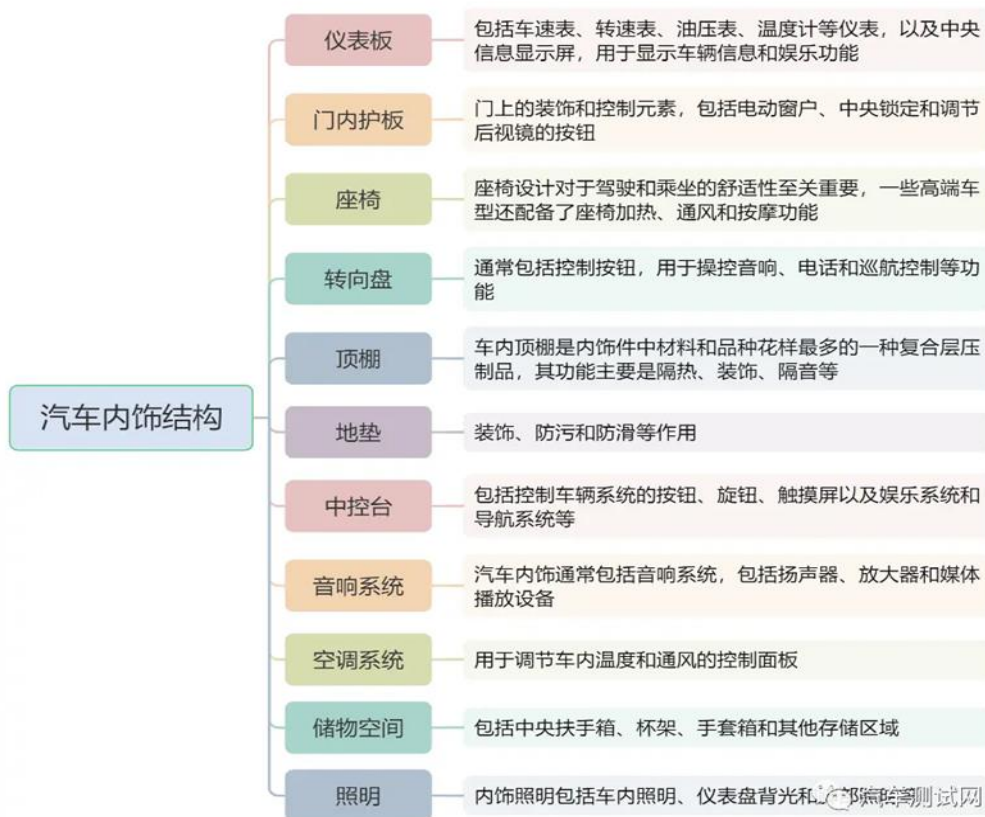 仪表板
包括车速表、转速表、油压表、温度计等仪表，以及中央
信息显示屏，用于显示车辆信息和娱乐功能
门内护板
门上的装饰和控制元素，包括电动窗户、中央锁定和调节
后视镜的按钮
座椅
座椅设计对于驾驶和乘坐的舒适性至关重要，一些高端车
型还配备了座椅加热、通风和按摩功能
转向盘
通常包括控制按钮，用于操控音响、电话和巡航控制等功
能
顶棚
车内顶棚是内饰件中材料和品种花样最多的一种复合层压
制品，其功能主要是隔热、装饰、隔音等
汽车内饰结构
地垫
装饰、防污和防滑等作用
中控台
包括控制车辆系统的按钮、旋钮、触摸屏以及娱乐系统和
导航系统等
音响系统
汽车内饰通常包括音响系统，包括扬声器、放大器和媒体
播放设备
空调系统
用于调节车内温度和通风的控制面板
储物空间
包括中央扶手箱、杯架、手套箱和其他存储区域
照明
内饰照明包括车内照明、仪表盘背光和
汽车测试网